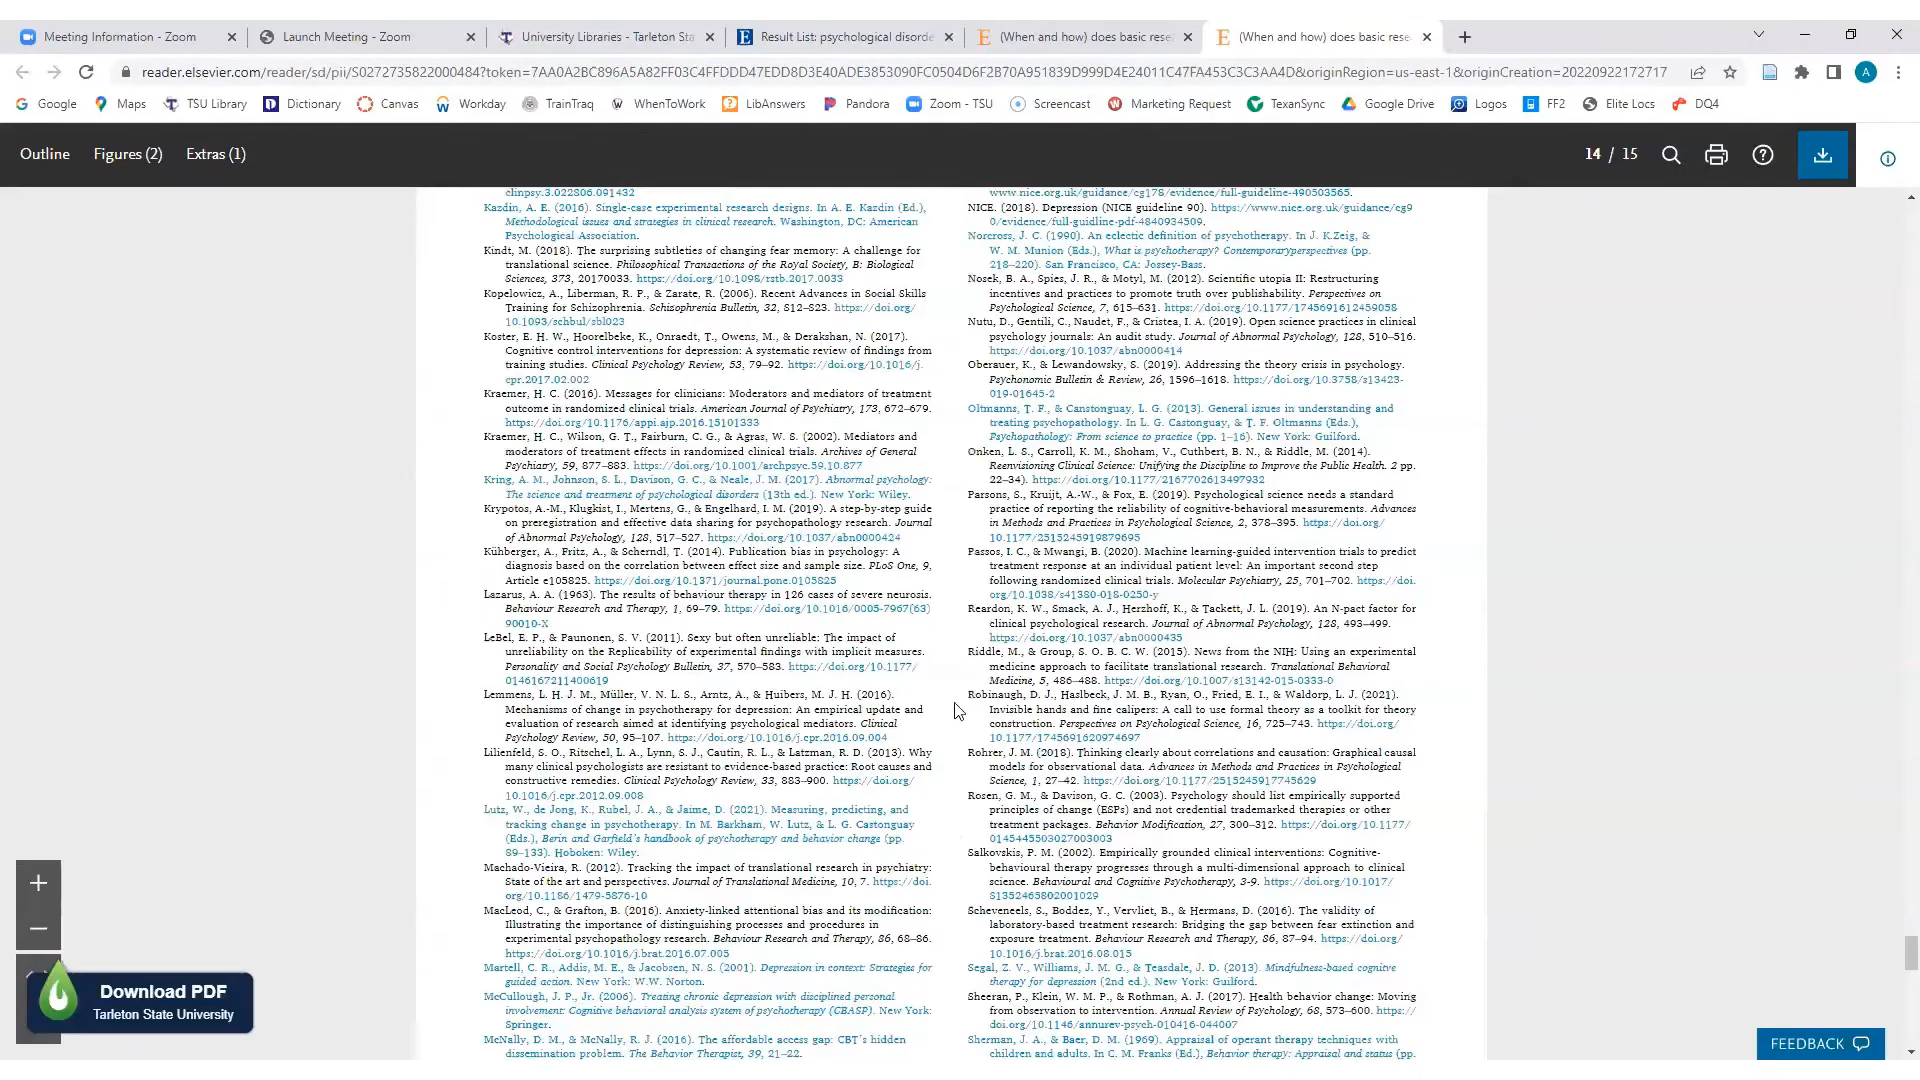 Meeting Information - Zoom
Launch Meeting - Zoom
University Libraries - Tarleton Sta
Result List: psychological disorde
(When and how) does basic rese
(When and how) does basic rese
reader.elsevier.com/reader/sd/pii/S0272735822000484?token=7AA0A2BC896A5A82FF03C4FFDDD47EDD8D3E40ADE3853090FC0504D6F2B70A951839D999D4E24011C47FA453C3C3AA4D&originRegion=us-east-1&originCreation=20220922172717
A
Google
Maps
TSU Library
Dictionary
Canvas
Workday
TrainTraq
WhenToWork
LibAnswers
Pandora
Zoom - TSU
Screencast
Marketing Request
TexanSync
Google Drive
Logos
FF2
Elite Locs
DQ4
Outline
Figures (2)
Extras (1)
14 / 15
clinpsy.3.022806.091432
Kazdin, A. E. (2016). Single-case experimental research designs. In A. E. Kazdin (Ed.),
Methodological issues and strategies in clinical research. Washington, DC: American
Psychological Association.
Kindt, M. (2018). The surprising subtleties of changing fear memory: A challenge for
translational science. Philosophical Transactions of the Royal Society, B: Biological
Sciences, 373, 20170033. https://doi.org/10.1098/rstb.2017.0033
Kopelowicz, A., Liberman, R. P., & Zarate, R. (2006). Recent Advances in Social Skills
Training for Schizophrenia. Schizophrenia Bulletin, 32, S12–S23. https://doi.org/
10.1093/schbul/sbl023
Koster, E. H. W., Hoorelbeke, K., Onraedt, T., Owens, M., & Derakshan, N. (2017).
Cognitive control interventions for depression: A systematic review of findings from
training studies. Clinical Psychology Review, 53, 79–92. https://doi.org/10.1016/j.
cpr.2017.02.002
Kraemer, H. C. (2016). Messages for clinicians: Moderators and mediators of treatment
outcome in randomized clinical trials. American Journal of Psychiatry, 173, 672–679.
https://doi.org/10.1176/appi.ajp.2016.15101333
Kraemer, H. C., Wilson, G. T., Fairburn, C. G., & Agras, W. S. (2002). Mediators and
moderators of treatment effects in randomized clinical trials. Archives of General
Psychiatry, 59, 877–883. https://doi.org/10.1001/archpsyc.59.10.877
Kring, A. M., Johnson, S. L., Davison, G. C., & Neale, J. M. (2017). Abnormal psychology:
The science and treatment of psychological disorders (13th ed.). New York: Wiley.
Krypotos, A.-M., Klugkist, I., Mertens, G., & Engelhard, I. M. (2019). A step-by-step guide
on preregistration and effective data sharing for psychopathology research. Journal
of Abnormal Psychology, 128, 517–527. https://doi.org/10.1037/abn0000424
Kühberger, A., Fritz, A., & Scherndl, T. (2014). Publication bias in psychology: A
diagnosis based on the correlation between effect size and sample size. PLoS One, 9,
Article e105825. https://doi.org/10.1371/journal.pone.0105825
Lazarus, A. A. (1963). The results of behaviour therapy in 126 cases of severe neurosis.
Behaviour Research and Therapy, 1, 69–79. https://doi.org/10.1016/0005-7967(63)
90010-X
LeBel, E. P., & Paunonen, S. V. (2011). Sexy but often unreliable: The impact of
unreliability on the Replicability of experimental findings with implicit measures.
Personality and Social Psychology Bulletin, 37, 570–583. https://doi.org/10.1177/
0146167211400619
Lemmens, L. H. J. M., Müller, V. N. L. S., Arntz, A., & Huibers, M. J. H. (2016).
Mechanisms of change in psychotherapy for depression: An empirical update and
evaluation of research aimed at identifying psychological mediators. Clinical
Psychology Review, 50, 95–107. https://doi.org/10.1016/j.cpr.2016.09.004
Lilienfeld, S. O., Ritschel, L. A., Lynn, S. J., Cautin, R. L., & Latzman, R. D. (2013). Why
many clinical psychologists are resistant to evidence-based practice: Root causes and
constructive remedies. Clinical Psychology Review, 33, 883–900. https://doi.org/
10.1016/j.cpr.2012.09.008
Lutz, W., de Jong, K., Rubel, J. A., & Jaime, D. (2021). Measuring, predicting, and
tracking change in psychotherapy. In M. Barkham, W. Lutz, & L. G. Castonguay
(Eds.), Berin and Garfield's handbook of psychotherapy and behavior change (pp.
89–133). Hoboken: Wiley.
Machado-Vieira, R. (2012). Tracking the impact of translational research in psychiatry:
State of the art and perspectives. Journal of Translational Medicine, 10, 7. https://doi.
org/10.1186/1479-5876-10
MacLeod, C., & Grafton, B. (2016). Anxiety-linked attentional bias and its modification:
Illustrating the importance of distinguishing processes and procedures in
experimental psychopathology research. Behaviour Research and Therapy, 86, 68–86.
https://doi.org/10.1016/j.brat.2016.07.005
Martell, C. R., Addis, M. E., & Jacobsen, N. S. (2001). Depression in context: Strategies for
guided action. New York: W.W. Norton.
McCullough, J. P., Jr. (2006). Treating chronic depression with disciplined personal
involvement: Cognitive behavioral analysis system of psychotherapy (CBASP). New York:
Springer.
McNally, D. M., & McNally, R. J. (2016). The affordable access gap: CBT's hidden
dissemination problem. The Behavior Therapist, 39, 21–22.
www.nice.org.uk/guidance/cg178/evidence/full-guideline-490503565.
NICE. (2018). Depression (NICE guideline 90). https://www.nice.org.uk/guidance/cg9
0/evidence/full-guidline-pdf-4840934509.
Norcross, J. C. (1990). An eclectic definition of psychotherapy. In J. K.Zeig, &
W. M. Munion (Eds.), What is psychotherapy? Contemporaryperspectives (pp.
218–220). San Francisco, CA: Jossey-Bass.
Nosek, B. A., Spies, J. R., & Motyl, M. (2012). Scientific utopia II: Restructuring
incentives and practices to promote truth over publishability. Perspectives on
Psychological Science, 7, 615–631. https://doi.org/10.1177/1745691612459058
Nutu, D., Gentili, C., Naudet, F., & Cristea, I. A. (2019). Open science practices in clinical
psychology journals: An audit study. Journal of Abnormal Psychology, 128, 510–516.
https://doi.org/10.1037/abn0000414
Oberauer, K., & Lewandowsky, S. (2019). Addressing the theory crisis in psychology.
Psychonomic Bulletin & Review, 26, 1596–1618. https://doi.org/10.3758/s13423-
019-01645-2
Oltmanns, T. F., & Canstonguay, L. G. (2013). General issues in understanding and
treating psychopathology. In L. G. Castonguay, & T. F. Oltmanns (Eds.),
Psychopathology: From science to practice (pp. 1–16). New York: Guilford.
Onken, L. S., Carroll, K. M., Shoham, V., Cuthbert, B. N., & Riddle, M. (2014).
Reenvisioning Clinical Science: Unifying the Discipline to Improve the Public Health. 2 pp.
22–34). https://doi.org/10.1177/2167702613497932
Parsons, S., Kruijt, A.-W., & Fox, E. (2019). Psychological science needs a standard
practice of reporting the reliability of cognitive-behavioral measurements. Advances
in Methods and Practices in Psychological Science, 2, 378–395. https://doi.org/
10.1177/2515245919879695
Passos, I. C., & Mwangi, B. (2020). Machine learning-guided intervention trials to predict
treatment response at an individual patient level: An important second step
following randomized clinical trials. Molecular Psychiatry, 25, 701–702. https://doi.
org/10.1038/s41380-018-0250-y
Reardon, K. W., Smack, A. J., Herzhoff, K., & Tackett, J. L. (2019). An N-pact factor for
clinical psychological research. Journal of Abnormal Psychology, 128, 493–499.
https://doi.org/10.1037/abn0000435
Riddle, M., & Group, S. O. B. C. W. (2015). News from the NIH: Using an experimental
medicine approach to facilitate translational research. Translational Behavioral
Medicine, 5, 486–488. https://doi.org/10.1007/s13142-015-0333-0
Robinaugh, D. J., Haslbeck, J. M. B., Ryan, O., Fried, E. I., & Waldorp, L. J. (2021).
Invisible hands and fine calipers: A call to use formal theory as a toolkit for theory
construction. Perspectives on Psychological Science, 16, 725–743. https://doi.org/
10.1177/1745691620974697
Rohrer, J. M. (2018). Thinking clearly about correlations and causation: Graphical causal
models for observational data. Advances in Methods and Practices in Psychological
Science, 1, 27–42. https://doi.org/10.1177/2515245917745629
Rosen, G. M., & Davison, G. C. (2003). Psychology should list empirically supported
principles of change (ESPs) and not credential trademarked therapies or other
treatment packages. Behavior Modification, 27, 300–312. https://doi.org/10.1177/
0145445503027003003
Salkovskis, P. M. (2002). Empirically grounded clinical interventions: Cognitive-
behavioural therapy progresses through a multi-dimensional approach to clinical
science. Behavioural and Cognitive Psychotherapy, 3-9. https://doi.org/10.1017/
S1352465802001029
Scheveneels, S., Boddez, Y., Vervliet, B., & Hermans, D. (2016). The validity of
laboratory-based treatment research: Bridging the gap between fear extinction and
exposure treatment. Behaviour Research and Therapy, 86, 87–94. https://doi.org/
10.1016/j.brat.2016.08.015
Segal, Z. V., Williams, J. M. G., & Teasdale, J. D. (2013). Mindfulness-based cognitive
therapy for depression (2nd ed.). New York: Guilford.
Sheeran, P., Klein, W. M. P., & Rothman, A. J. (2017). Health behavior change: Moving
from observation to intervention. Annual Review of Psychology, 68, 573–600. https://
doi.org/10.1146/annurev-psych-010416-044007
Sherman, J. A., & Baer, D. M. (1969). Appraisal of operant therapy techniques with
children and adults. In C. M. Franks (Ed.), Behavior therapy: Appraisal and status (pp.
Download PDF
Tarleton State University
FEEDBACK